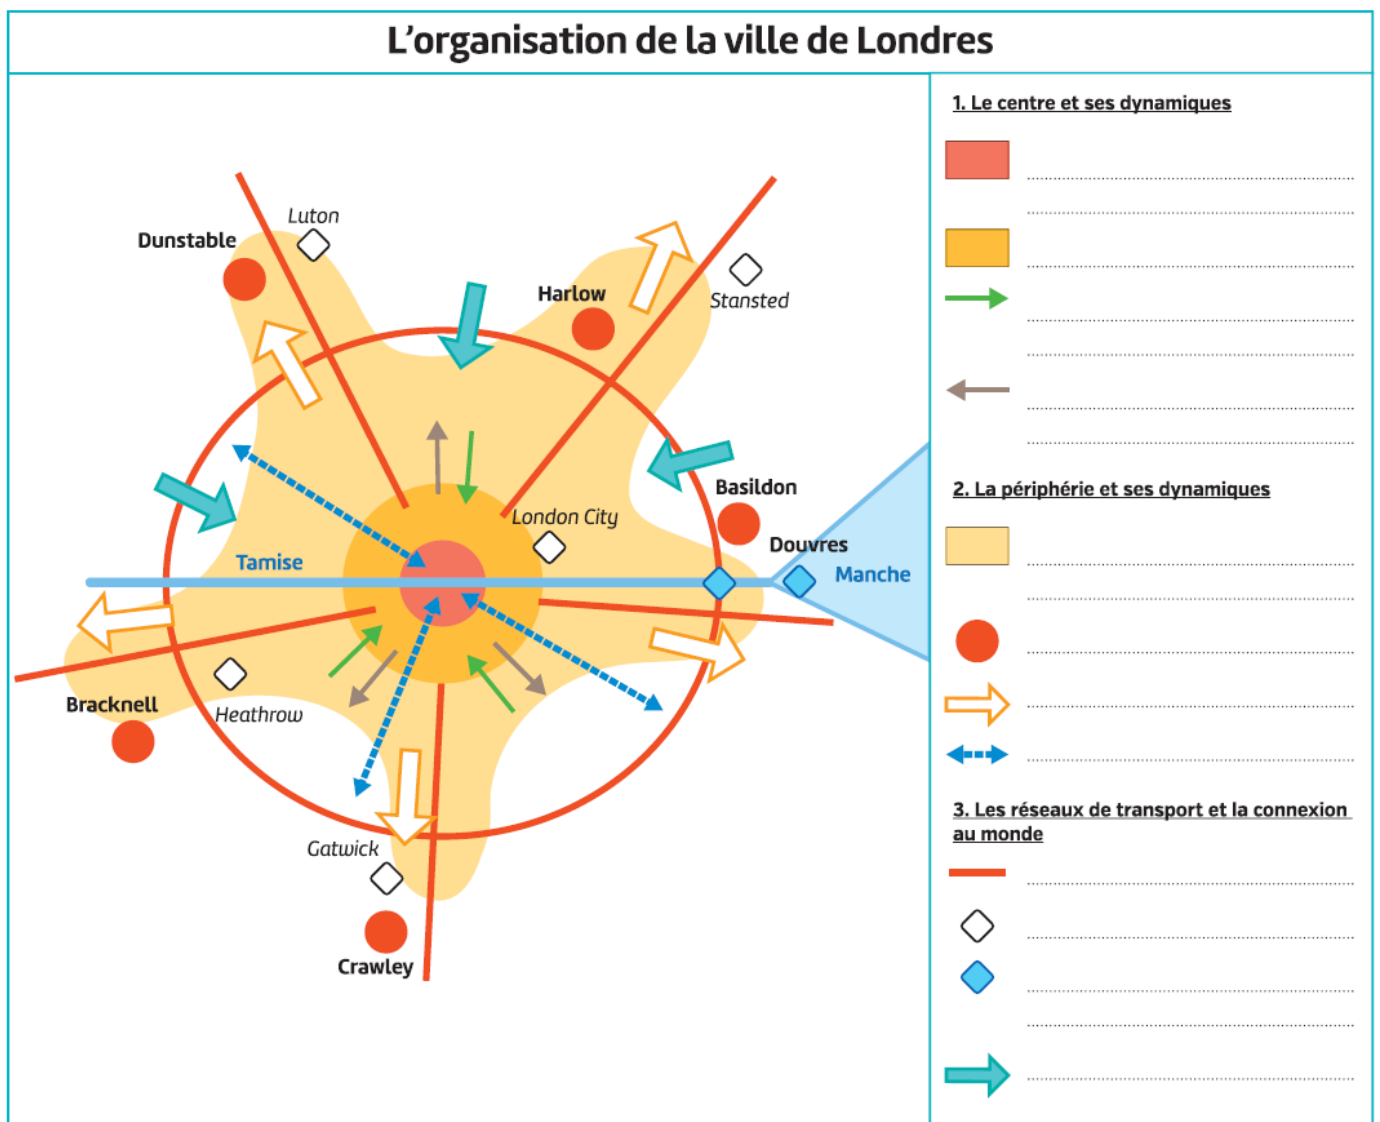 L'organisation de la ville de Londres
1. Le centre et ses dynamiques
2. La périphérie et ses dynamiques
3. Les réseaux de transport et la connexion
au monde
Luton
Dunstable
Harlow
Stansted
Basildon
London City
Douvres
Tamise
Manche
Bracknell
Heathrow
Gatwick
Crawley